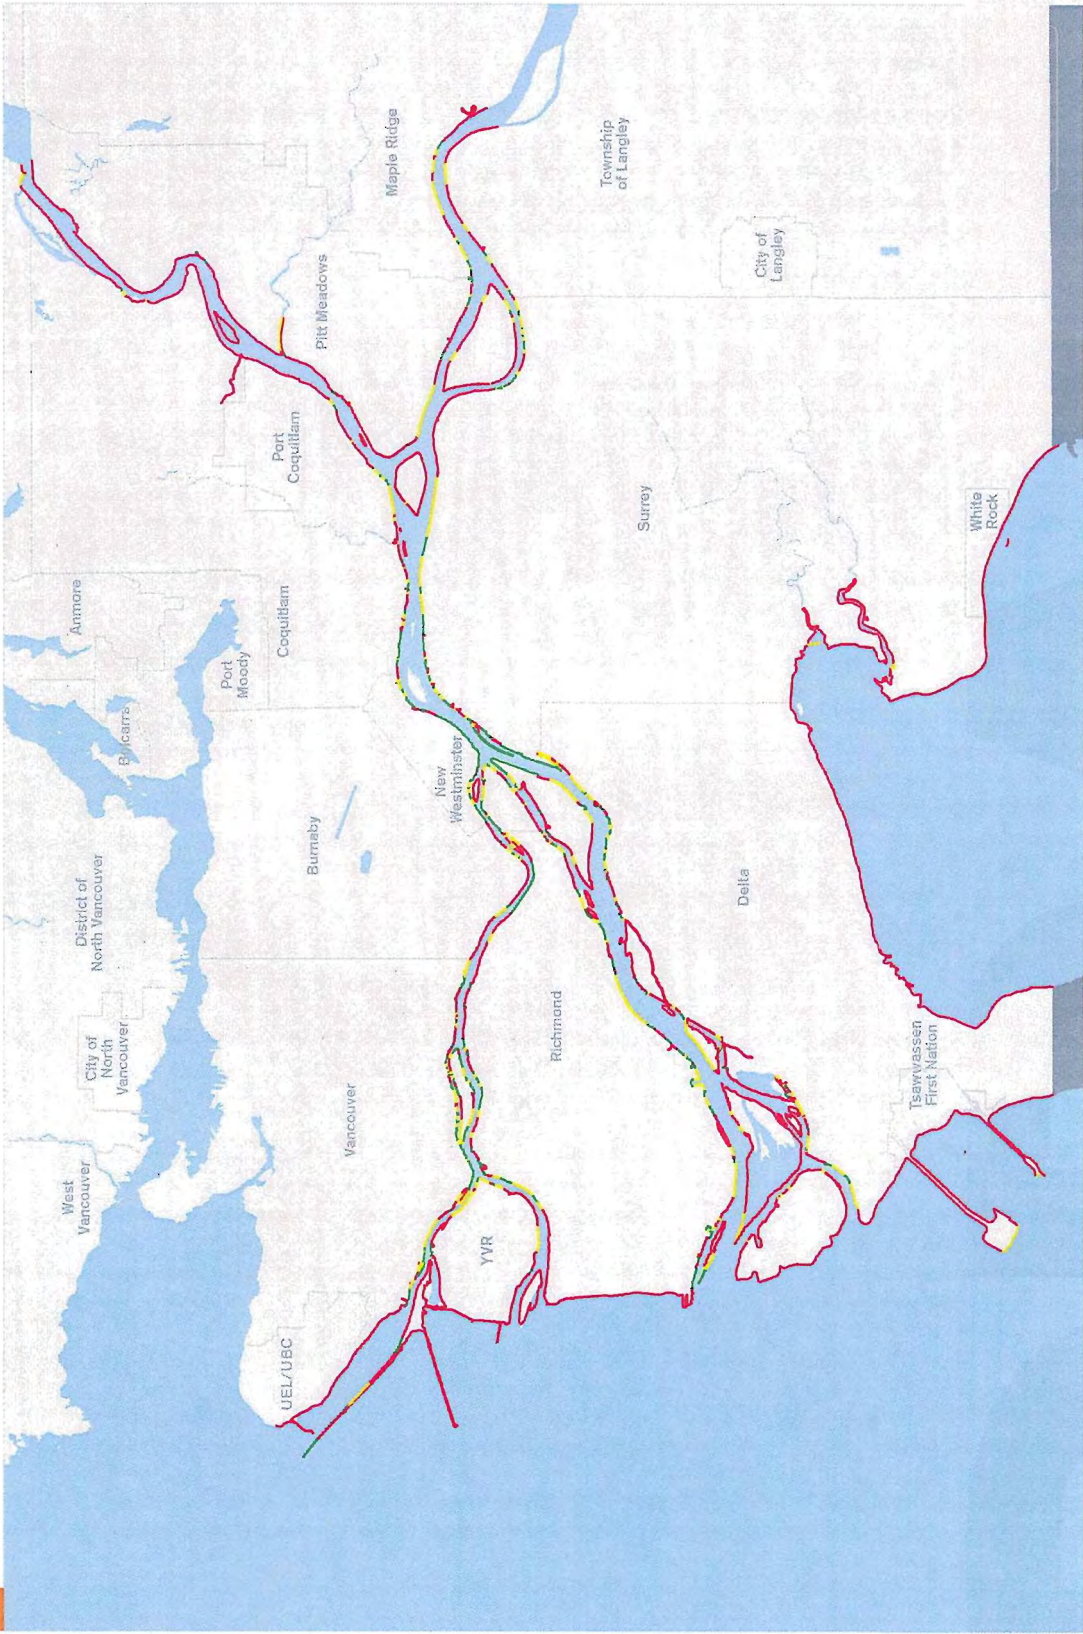 West
Vancouver
City of
North
Vancouver
District of
North Vancouver
Belcarra
Anmore
UEL/UBC
Vancouver
Burnaby
Port
Moody
Coquitlam
Port
Coquitlam
Pitt Meadows
Maple Ridge
YVR
Richmond
New
Westminster
Surrey
Township
of Langley
City of
Langley
Delta
Tsawwassen
First Nation
White
Rock